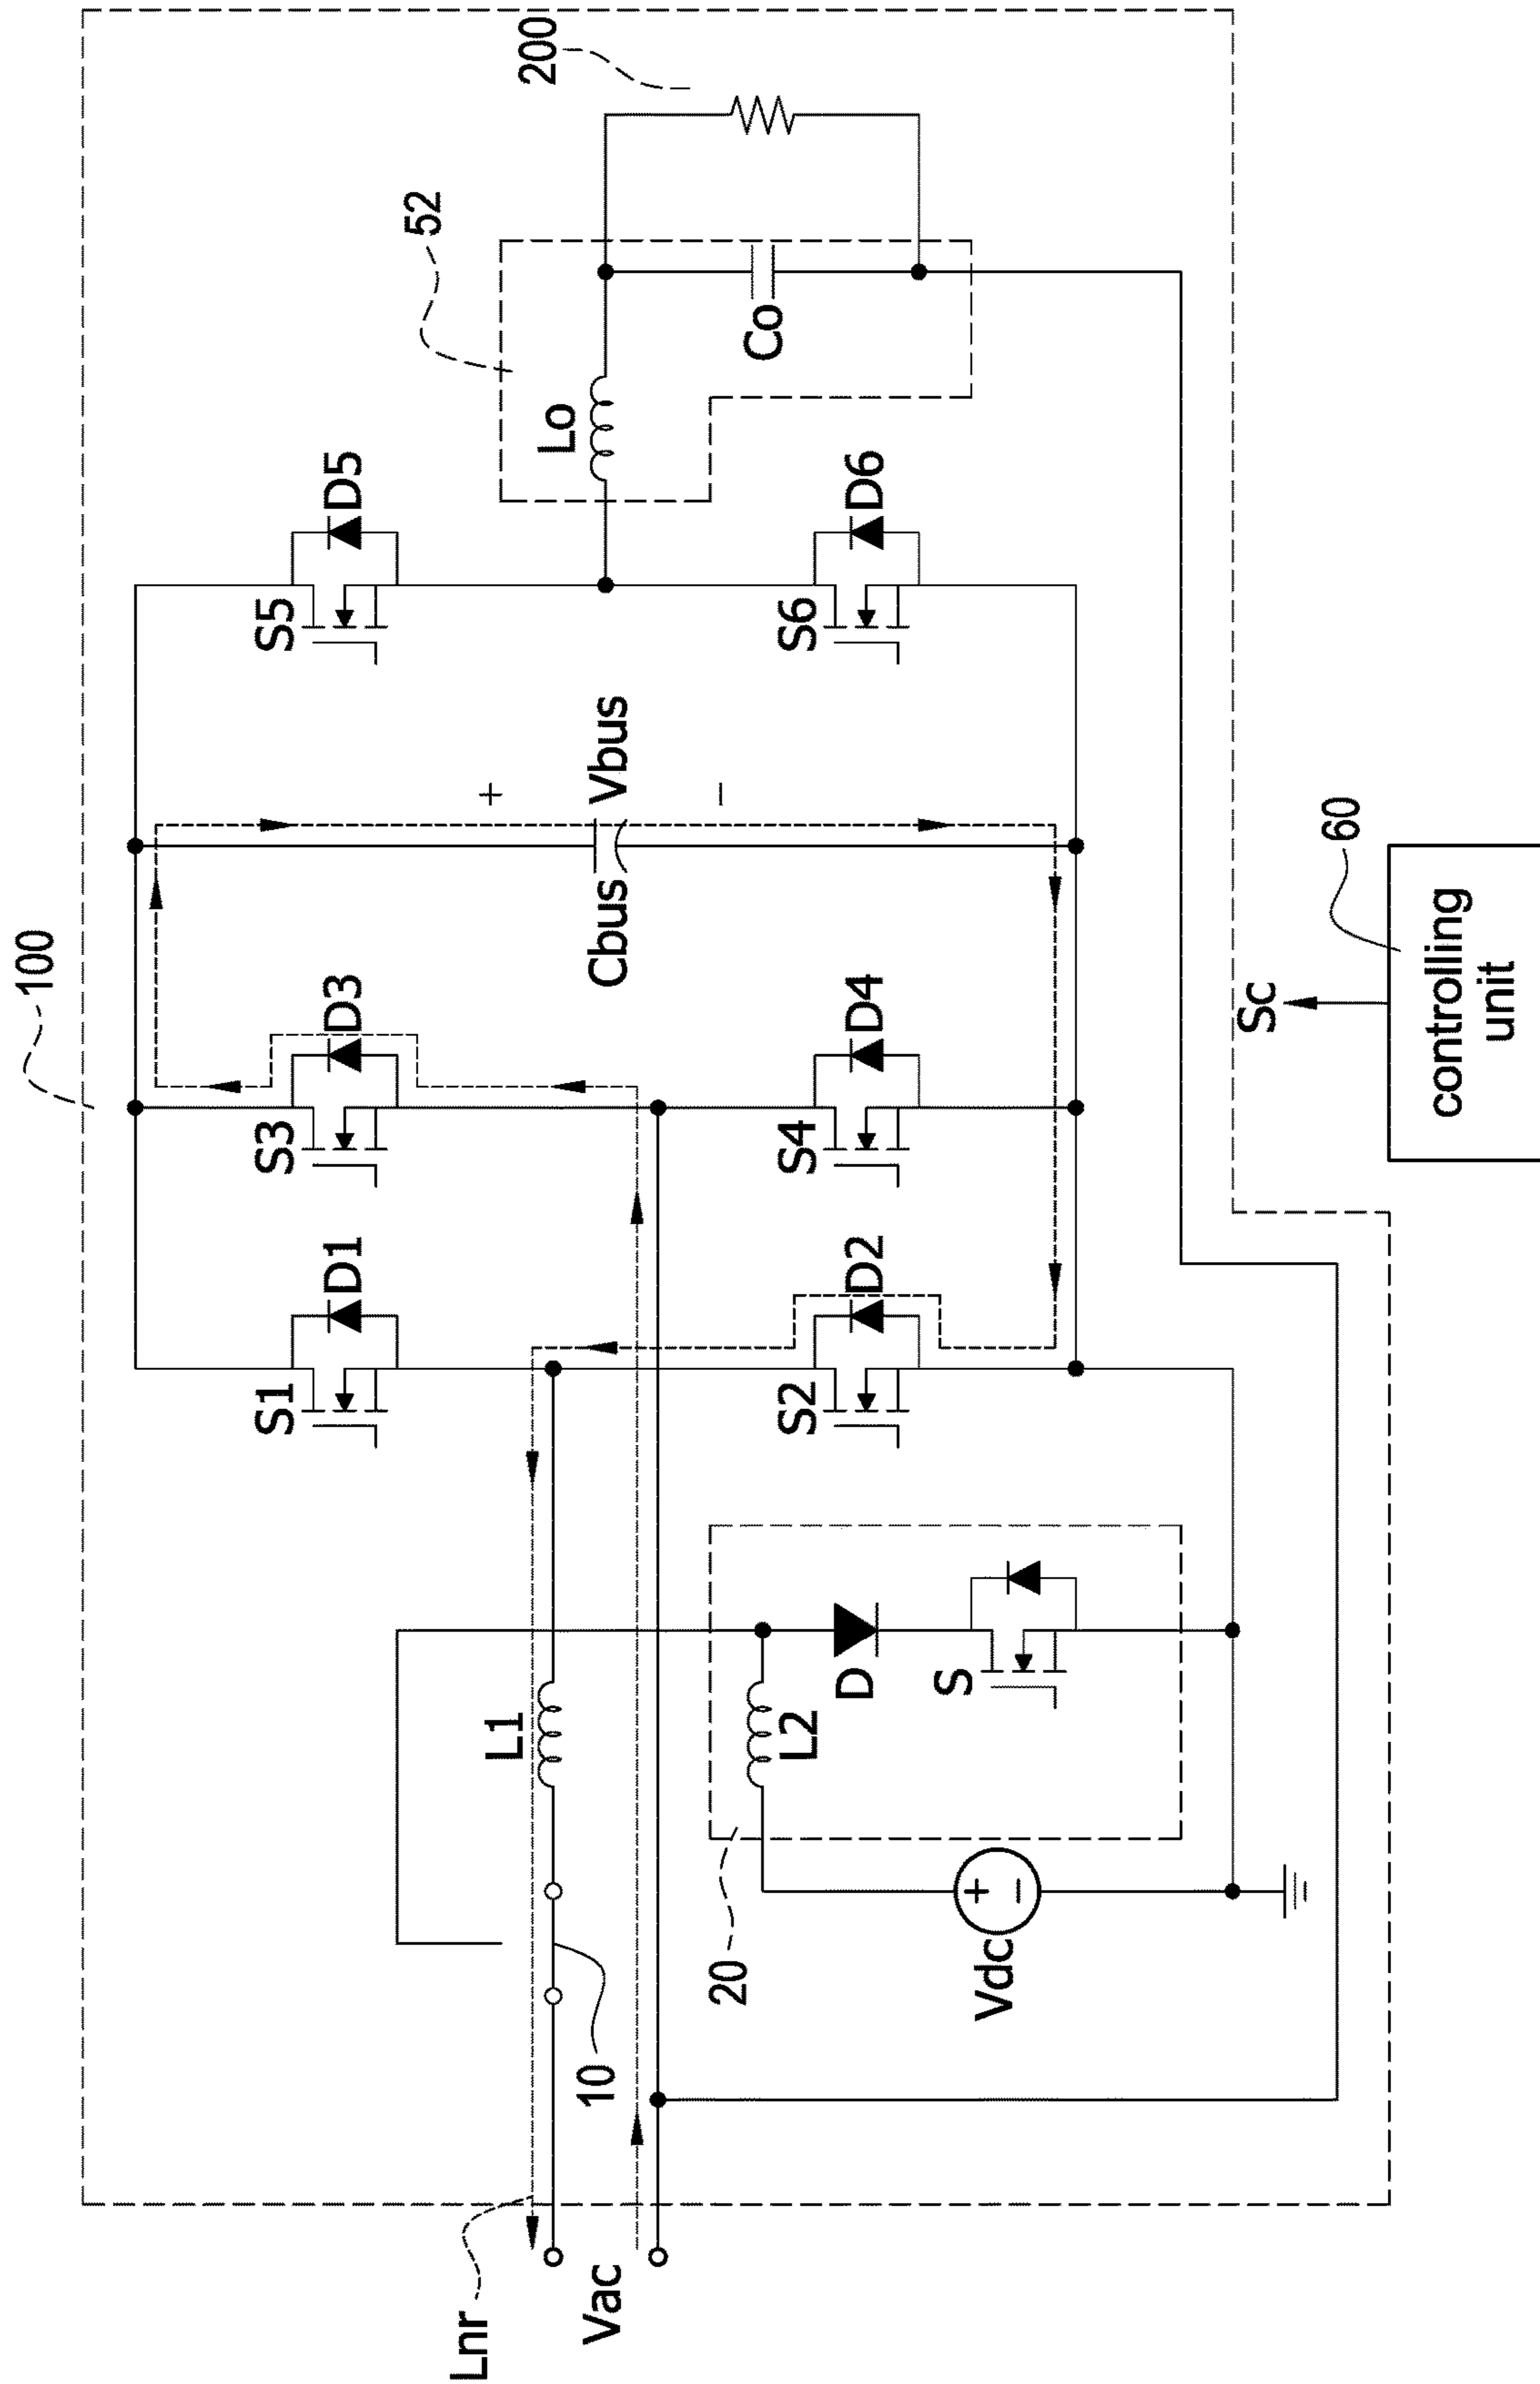 100
200
52
S1
D1
S3
D3
S5
D5
Lo
Co
L1
Cbus
Vbus
+
−
S2
D2
S4
D4
S6
D6
Lnr
Vac
10
20
L2
D
S
Vdc
+
−
Sc
60
controlling
unit